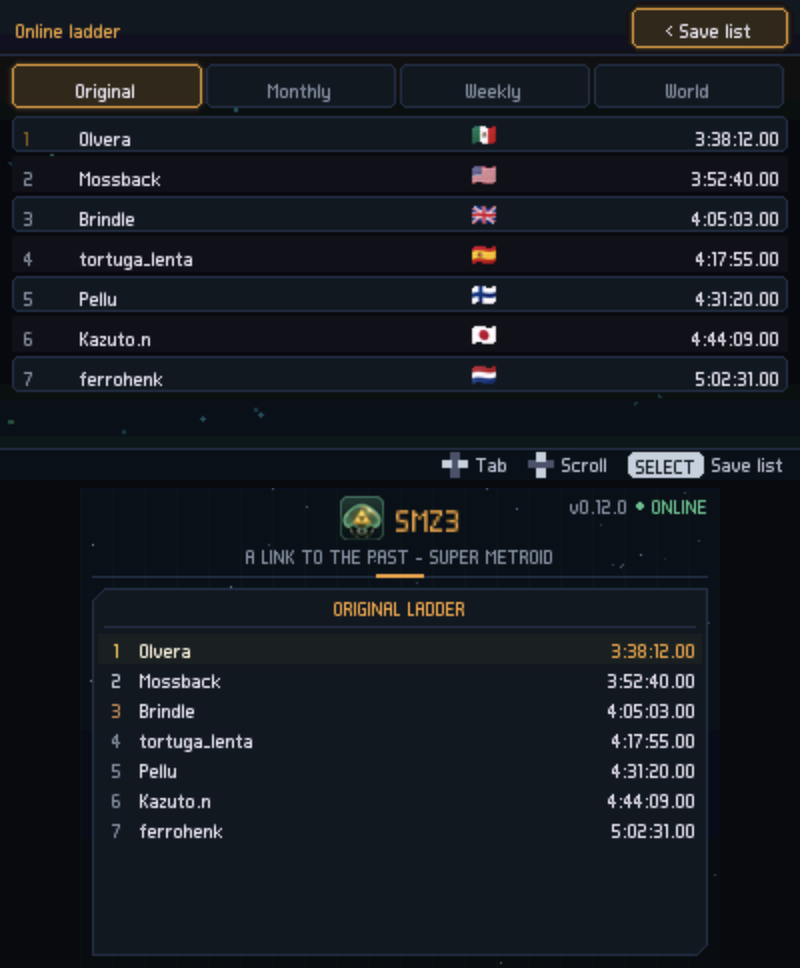 Online ladder
< Save list
Original Monthly Weekly World
1 Olvera 3:38:12.00
2 Mossback 3:52:40.00
3 Brindle 4:05:03.00
4 tortuga_lenta 4:17:55.00
5 Pellu 4:31:20.00
6 Kazuto.n 4:44:09.00
7 ferrohenk 5:02:31.00
Tab Scroll SELECT Save list
SMZ3 v0.12.0 ONLINE
A LINK TO THE PAST - SUPER METROID
ORIGINAL LADDER
1 Olvera 3:38:12.00
2 Mossback 3:52:40.00
3 Brindle 4:05:03.00
4 tortuga_lenta 4:17:55.00
5 Pellu 4:31:20.00
6 Kazuto.n 4:44:09.00
7 ferrohenk 5:02:31.00